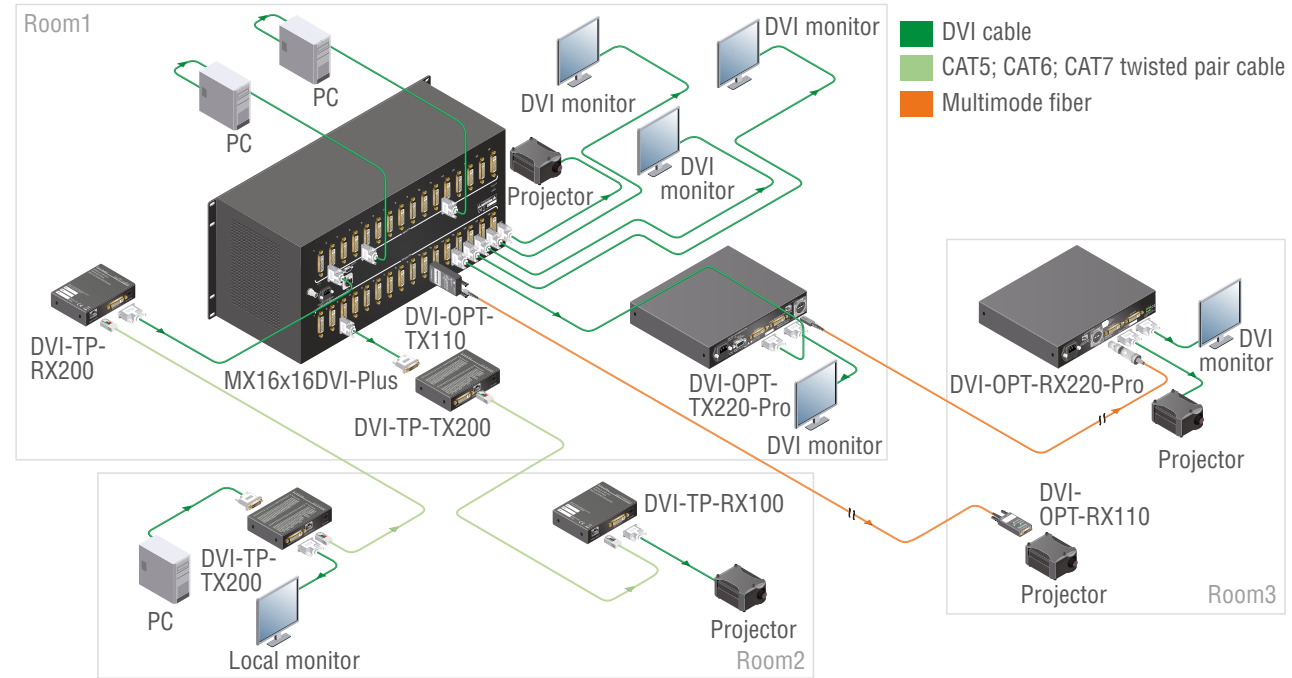 Room1
PC
PC
DVI monitor
DVI monitor
DVI
monitor
Projector
DVI cable
CAT5; CAT6; CAT7 twisted pair cable
Multimode fiber
DVI-TP-
RX200
MX16x16DVI-Plus
DVI-OPT-
TX110
DVI-TP-TX200
DVI-OPT-
TX220-Pro
DVI monitor
DVI-OPT-RX220-Pro
DVI
monitor
Projector
DVI-
OPT-RX110
Projector
Room3
DVI-TP-
TX200
PC
Local monitor
DVI-TP-RX100
Projector
Room2